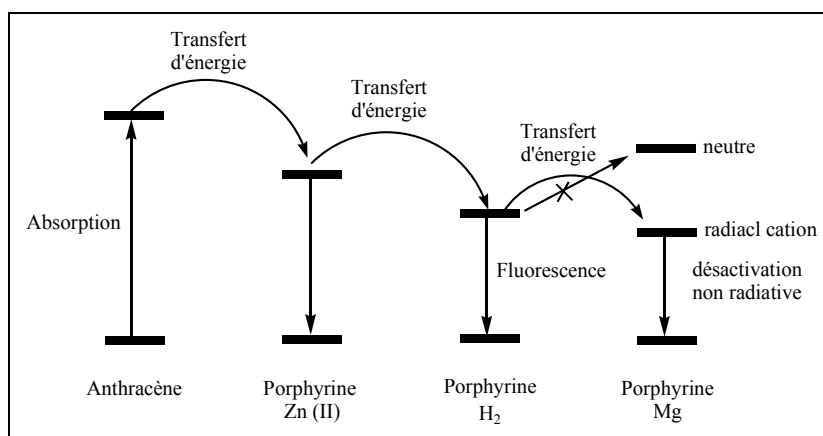 Transfert
d'énergie
Transfert
d'énergie
Transfert
d'énergie
neutre
Absorption
radiacl cation
Fluorescence
désactivation
non radiative
Anthracène
Porphyrine
Zn (II)
Porphyrine
H2
Porphyrine
Mg